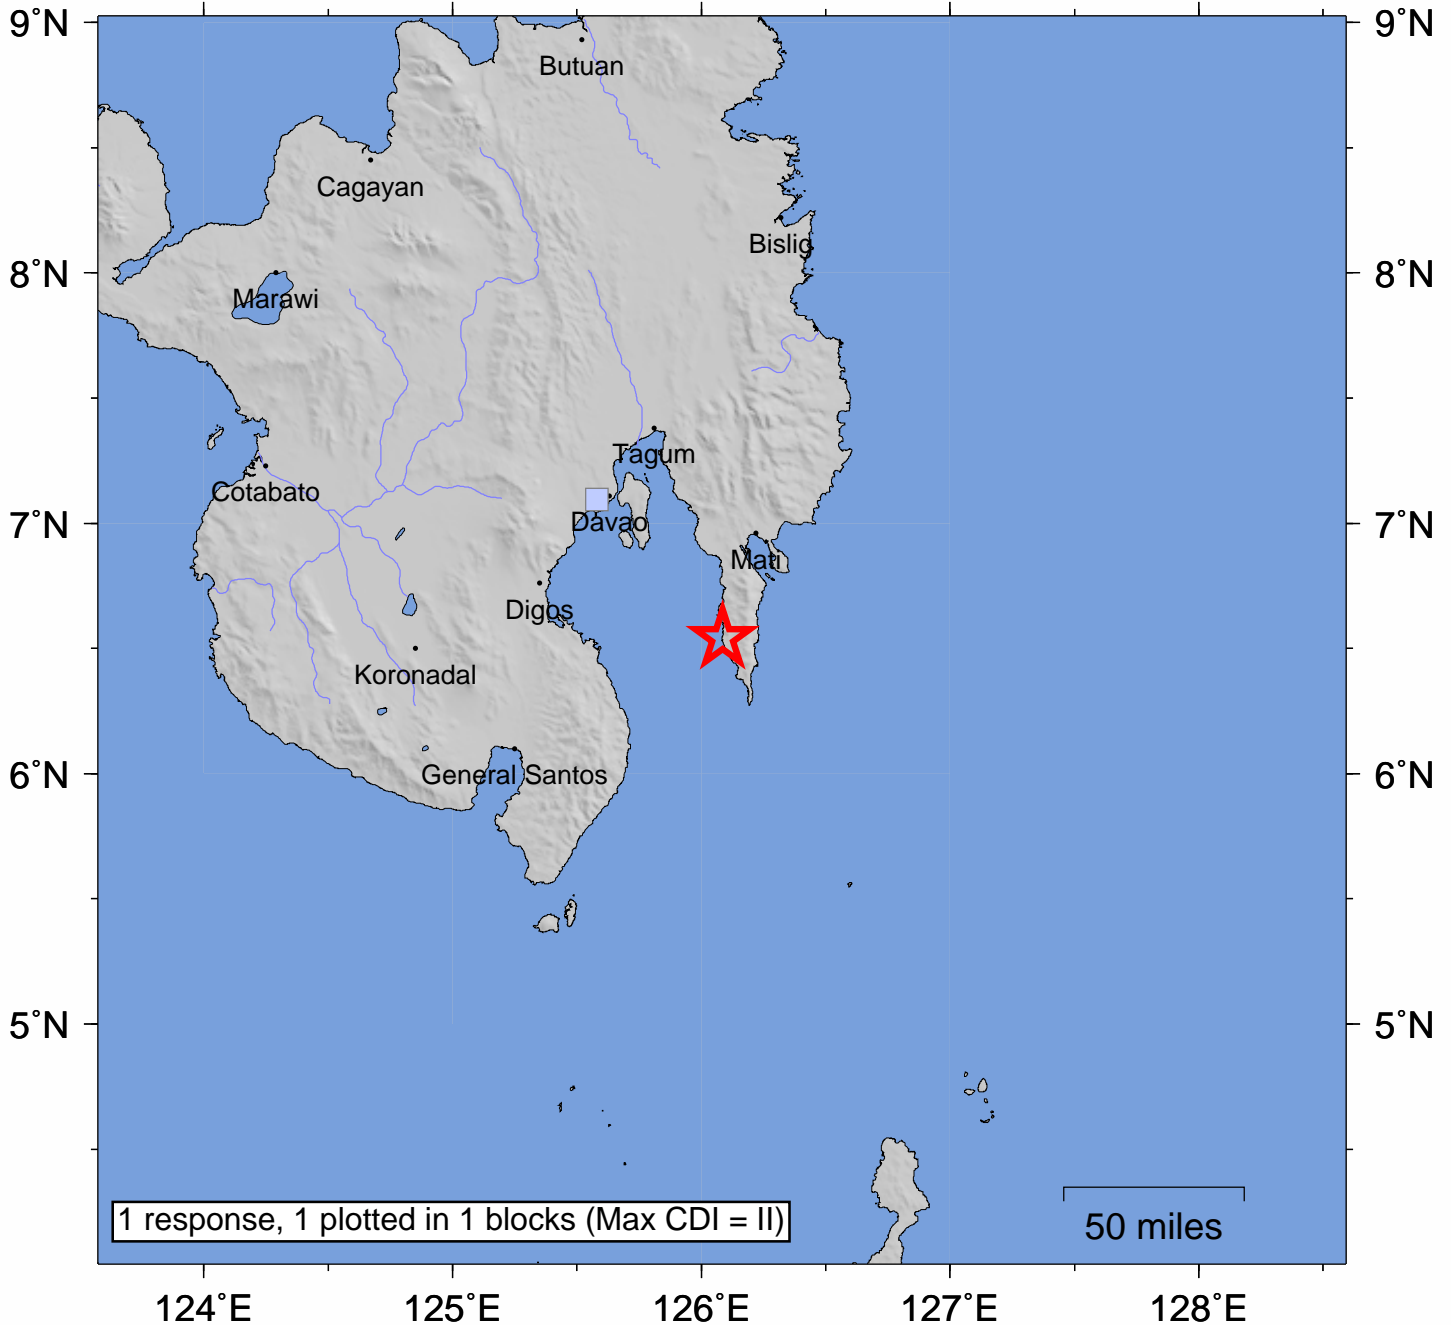 9°N 9°N
Butuan
Cagayan
Bislig
8°N 8°N
Marawi
Tagum
Cotabato
7°N Davao 7°N
Mati
Digos
Koronadal
6°N General Santos 6°N
5°N 5°N
1 response, 1 plotted in 1 blocks (Max CDI = II)
50 miles
124°E 125°E 126°E 127°E 128°E